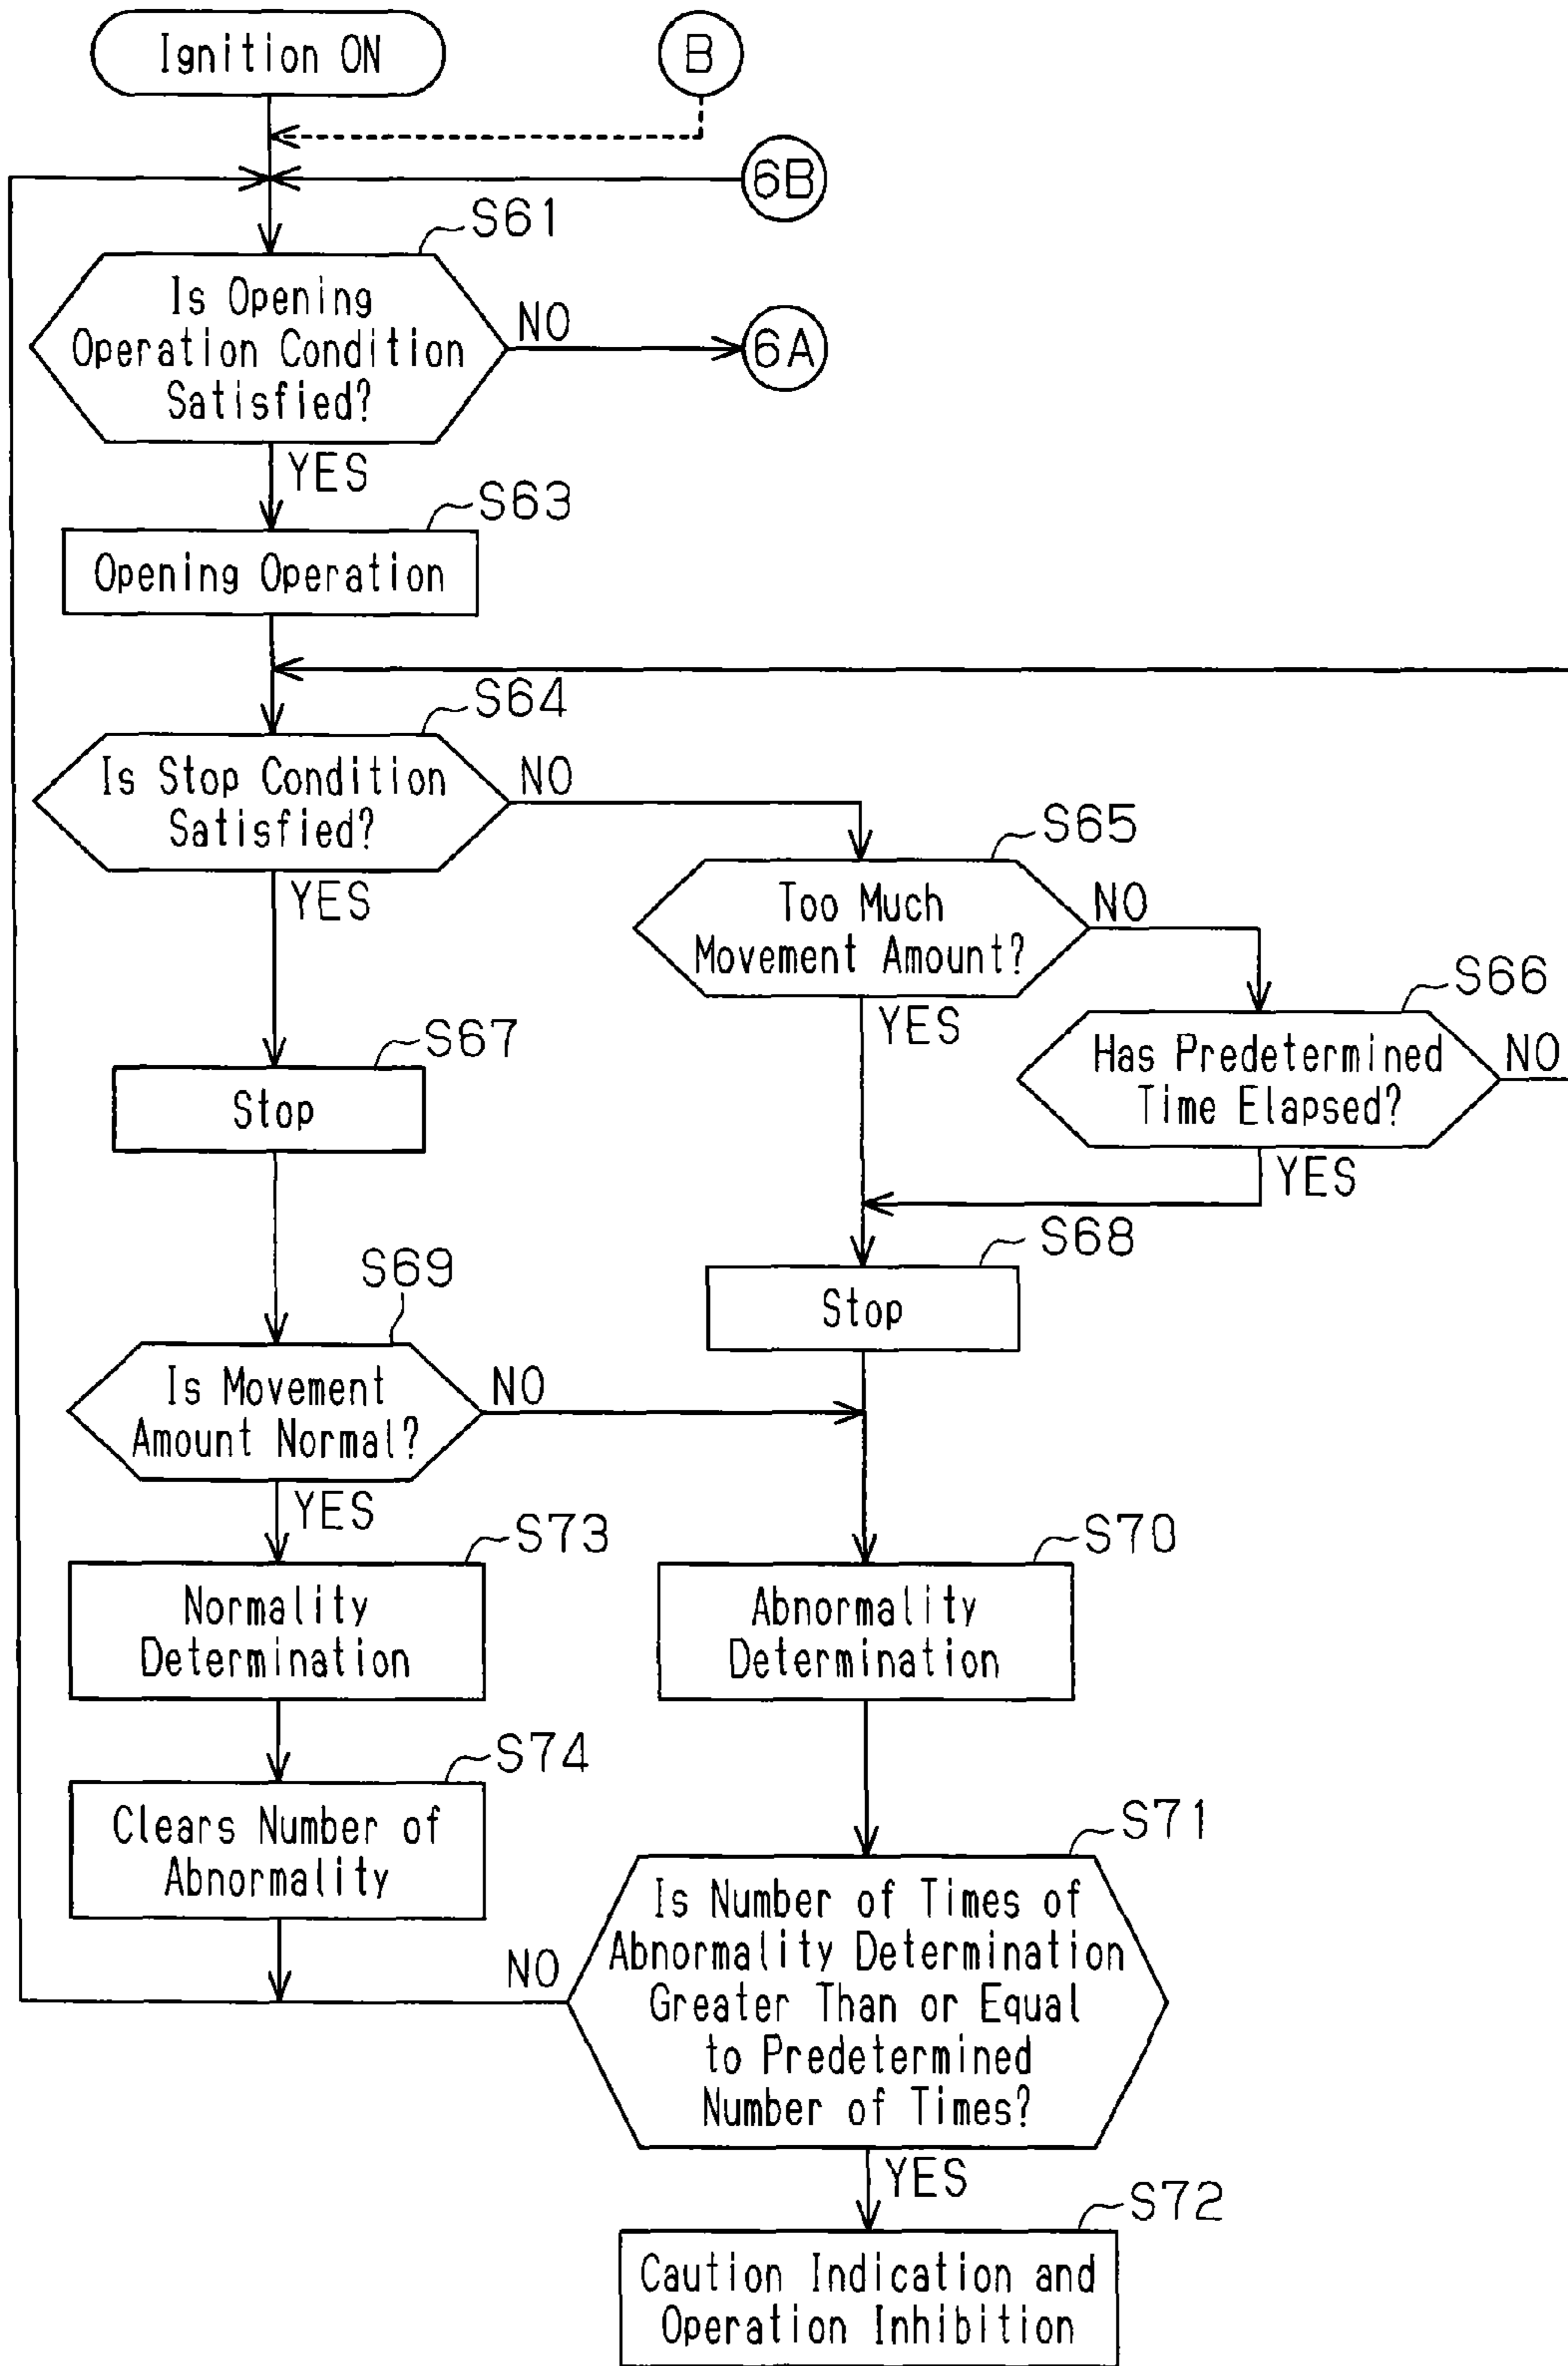 Ignition ON
B
6B
S61
Is Opening
Operation Condition
Satisfied?
NO
6A
YES
S63
Opening Operation
S64
Is Stop Condition
Satisfied?
NO
YES
S65
Too Much
Movement Amount?
NO
YES
S66
Has Predetermined
Time Elapsed?
NO
YES
S67
Stop
S68
Stop
S69
Is Movement
Amount Normal?
NO
YES
S73
Normality
Determination
S70
Abnormality
Determination
S74
Clears Number of
Abnormality
S71
Is Number of Times of
Abnormality Determination
Greater Than or Equal
to Predetermined
Number of Times?
NO
YES
S72
Caution Indication and
Operation Inhibition